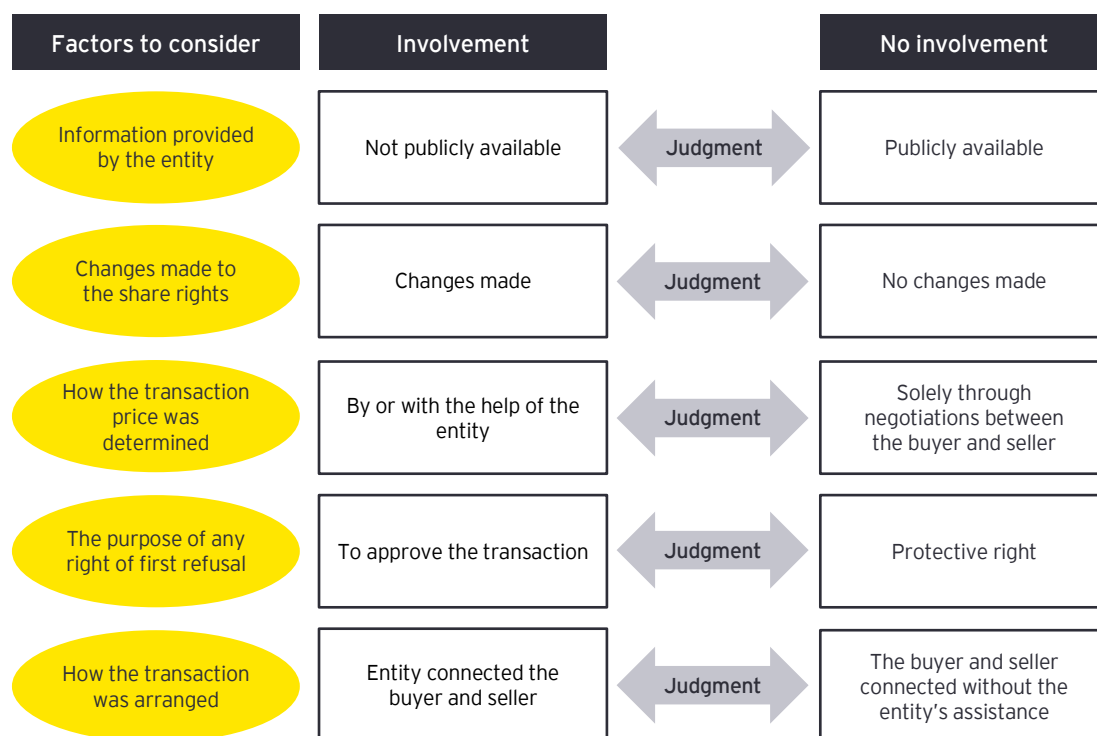 Factors to consider
Involvement
No involvement
Information provided
by the entity
Not publicly available
Judgment
Publicly available
Changes made to
the share rights
Changes made
Judgment
No changes made
How the transaction
price was
determined
By or with the help of the
entity
Judgment
Solely through
negotiations between
the buyer and seller
The purpose of any
right of first refusal
To approve the transaction
Judgment
Protective right
How the transaction
was arranged
Entity connected the
buyer and seller
Judgment
The buyer and seller
connected without the
entity’s assistance